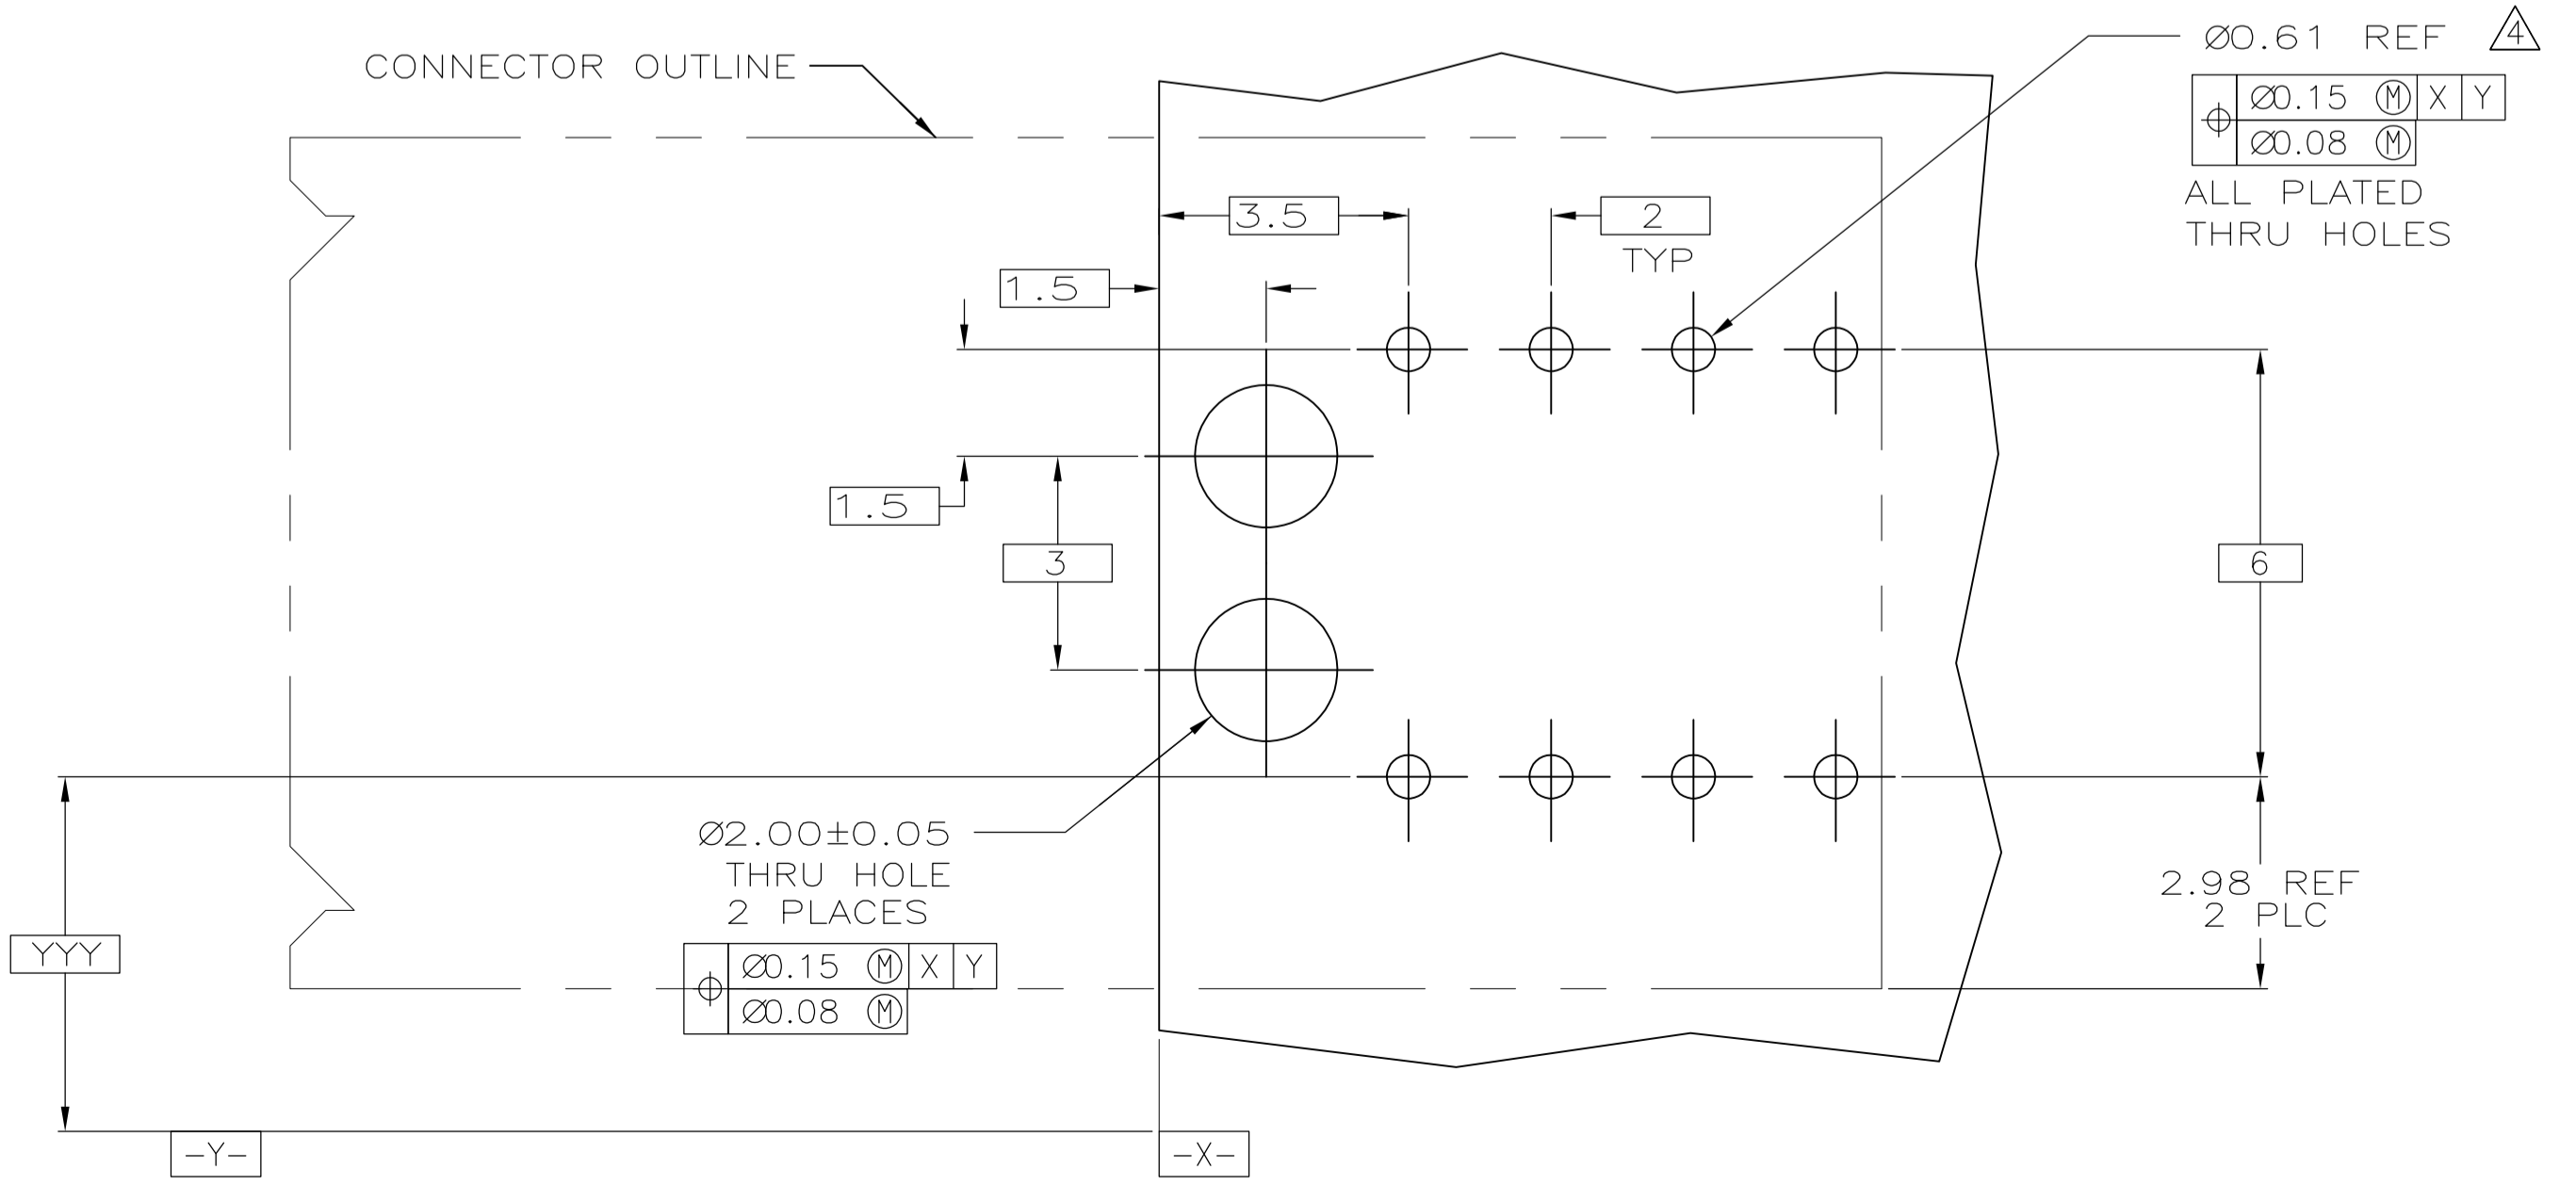 CONNECTOR OUTLINE
Ø0.61 REF 4
Ø0.15 Ⓜ X Y
Ø0.08 Ⓜ
ALL PLATED
THRU HOLES
3.5
2
TYP
1.5
1.5
3
6
Ø2.00±0.05
THRU HOLE
2 PLACES
Ø0.15 Ⓜ X Y
Ø0.08 Ⓜ
2.98 REF
2 PLC
YYY
-Y-
-X-